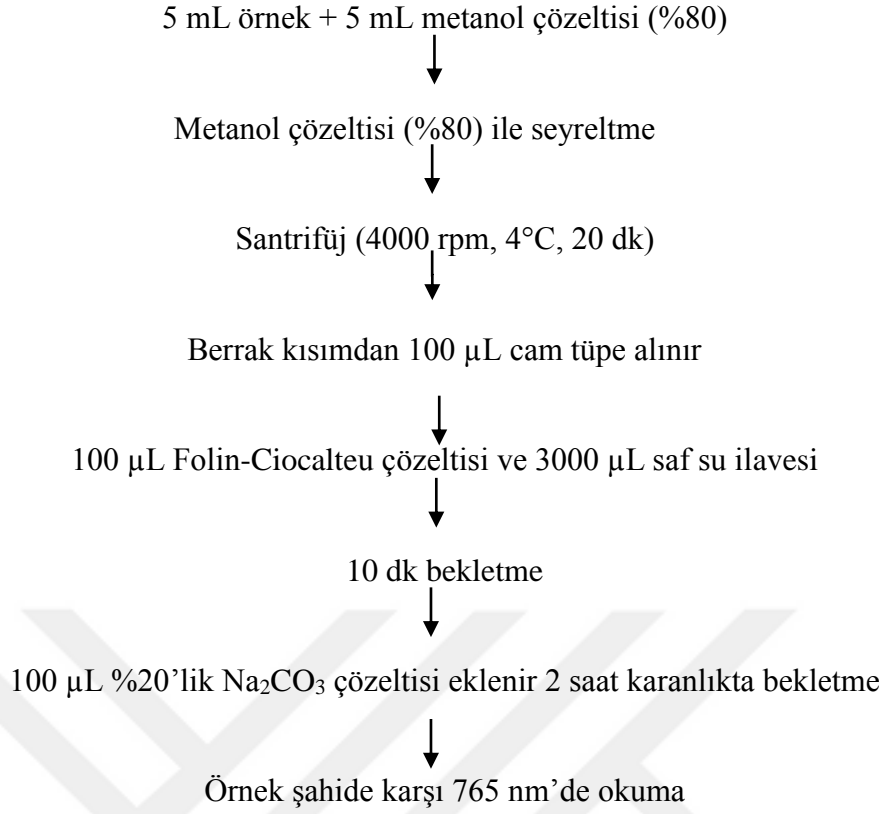 5 mL örnek + 5 mL metanol çözeltisi (%80)
Metanol çözeltisi (%80) ile seyreltme
Santrifüj (4000 rpm, 4°C, 20 dk)
Berrak kısımdan 100 µL cam tüpe alınır
100 µL Folin-Ciocalteu çözeltisi ve 3000 µL saf su ilavesi
10 dk bekletme
100 µL %20’lik Na₂CO₃ çözeltisi eklenir 2 saat karanlıkta bekletme
Örnek şahide karşı 765 nm’de okuma